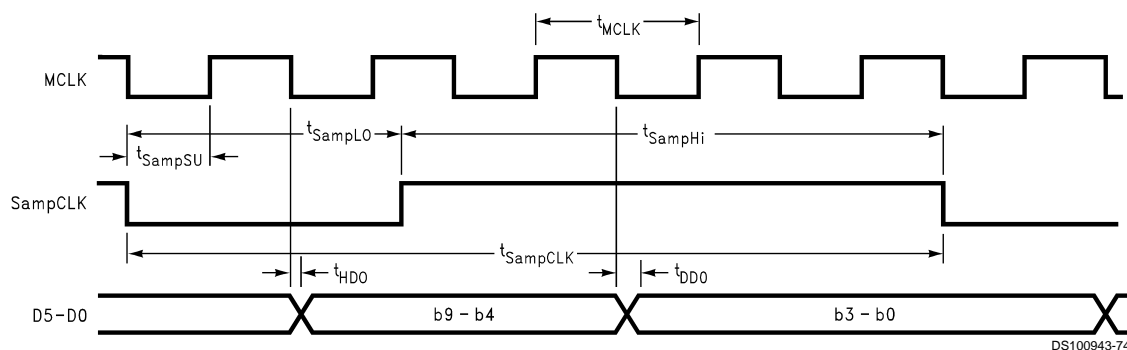 tMCLK
MCLK
tSampLO
tSampHi
tSampSU
SampCLK
tSampCLK
tHDO
tDDO
D5-D0
b9-b4
b3-b0
DS100943-74